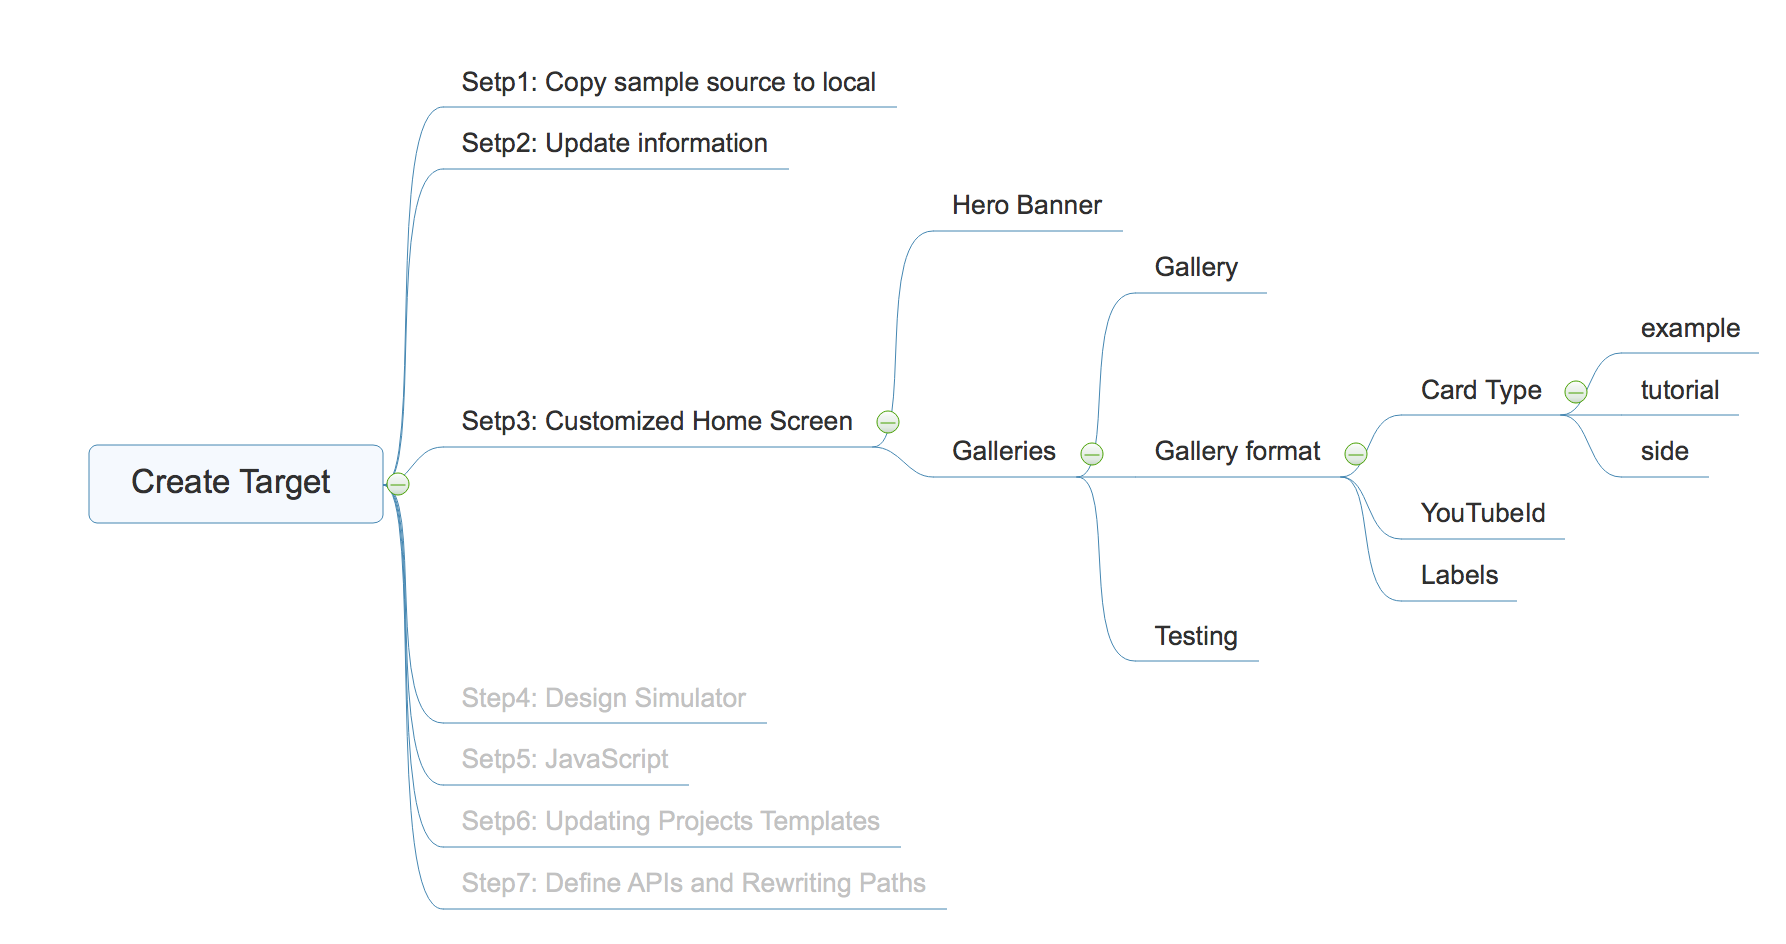 Setp1: Copy sample source to local
Setp2: Update information
Hero Banner
Gallery
example
Card Type
tutorial
Setp3: Customized Home Screen
Galleries
Gallery format
side
Create Target
YouTubeId
Labels
Testing
Step4: Design Simulator
Setp5: JavaScript
Setp6: Updating Projects Templates
Step7: Define APIs and Rewriting Paths